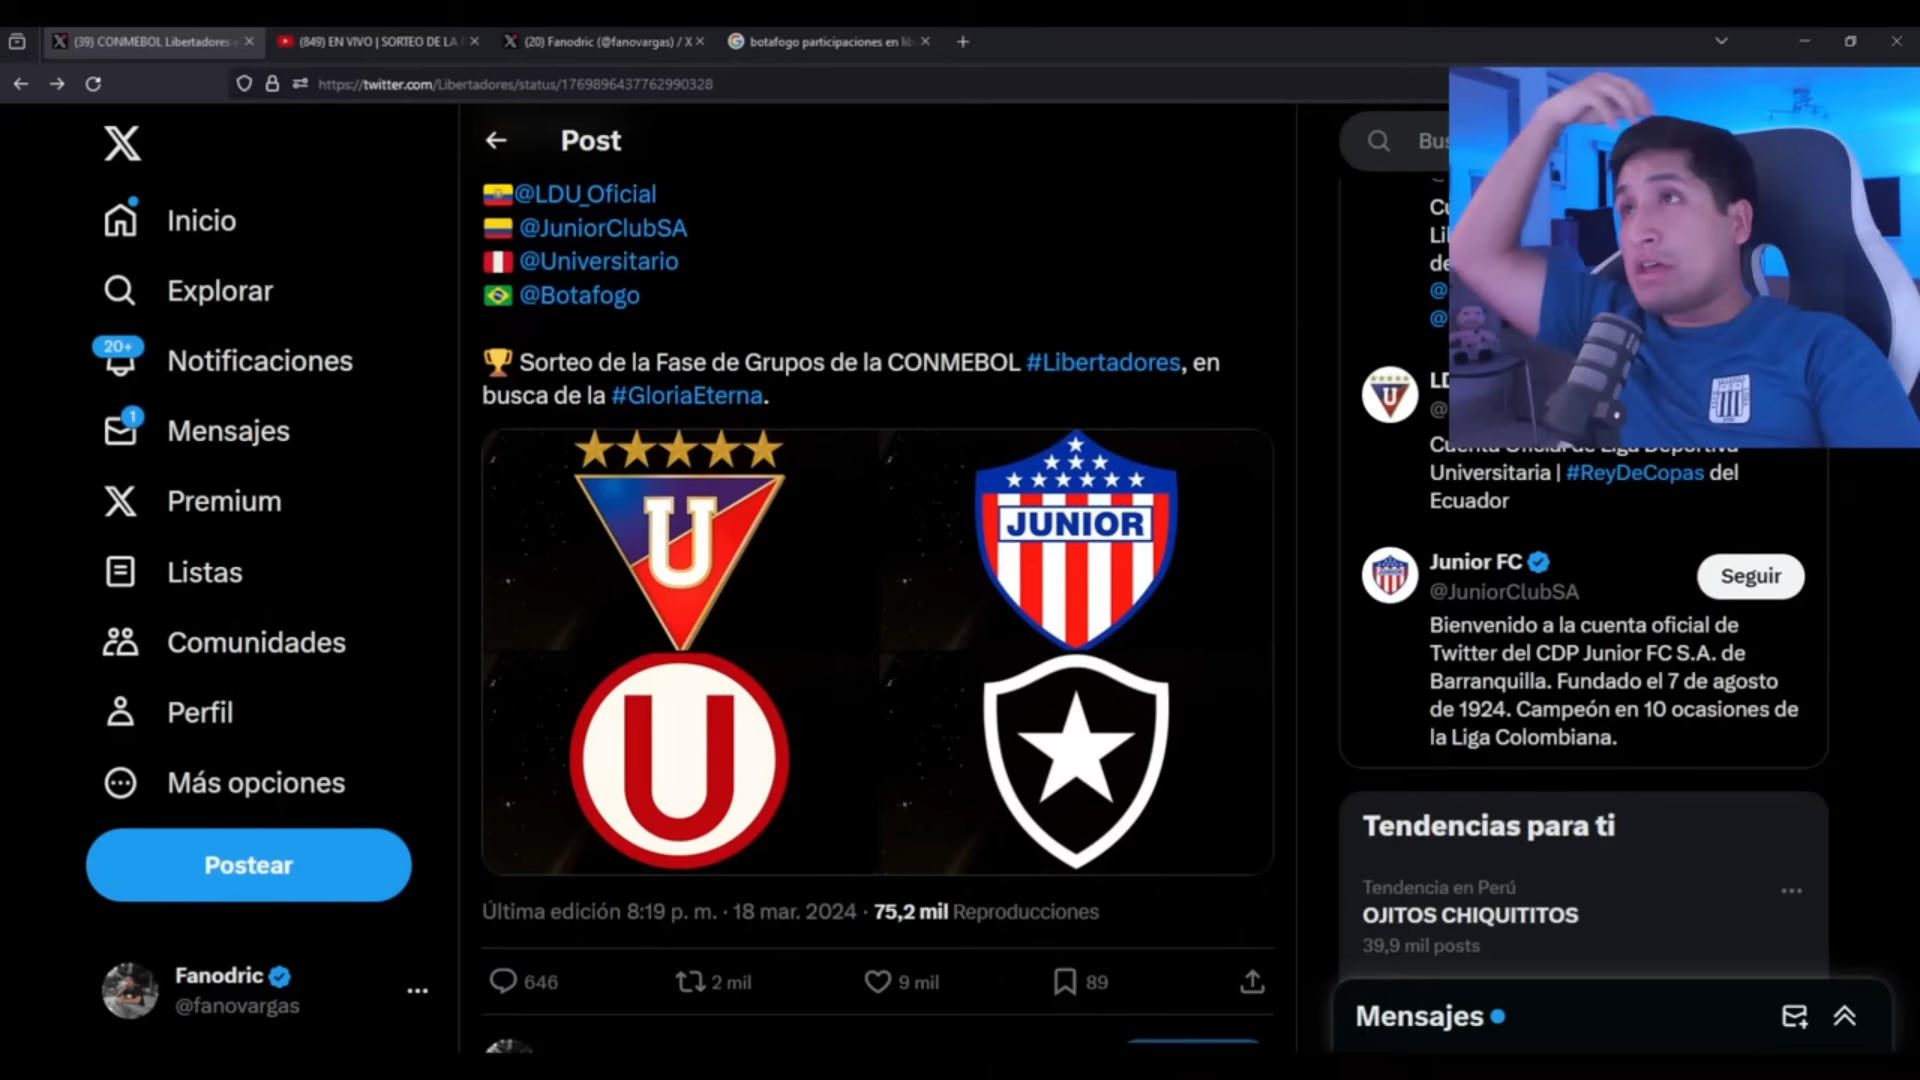 (39) CONMEBOL Libertadores e
(849) EN VIVO | SORTEO DE LA
(20) Fanodric (@fanovargas) / X
botafogo participaciones en lib
https://twitter.com/Libertadores/status/1769896437762990328
Inicio
Explorar
20+
Notificaciones
1
Mensajes
Premium
Listas
Comunidades
Perfil
Más opciones
Postear
Fanodric
@fanovargas
Post
@LDU_Oficial
@JuniorClubSA
@Universitario
@Botafogo
Sorteo de la Fase de Grupos de la CONMEBOL #Libertadores, en
busca de la #GloriaEterna.
U
JUNIOR
U
Última edición 8:19 p. m. · 18 mar. 2024 · 75,2 mil Reproducciones
646
2 mil
9 mil
89
Bus
Cu
Li
de
@
@
LD
@
Cuenta Oficial de Liga Deportiva
Universitaria | #ReyDeCopas del
Ecuador
Junior FC
@JuniorClubSA
Seguir
Bienvenido a la cuenta oficial de
Twitter del CDP Junior FC S.A. de
Barranquilla. Fundado el 7 de agosto
de 1924. Campeón en 10 ocasiones de
la Liga Colombiana.
Tendencias para ti
Tendencia en Perú
OJITOS CHIQUITITOS
39,9 mil posts
Mensajes